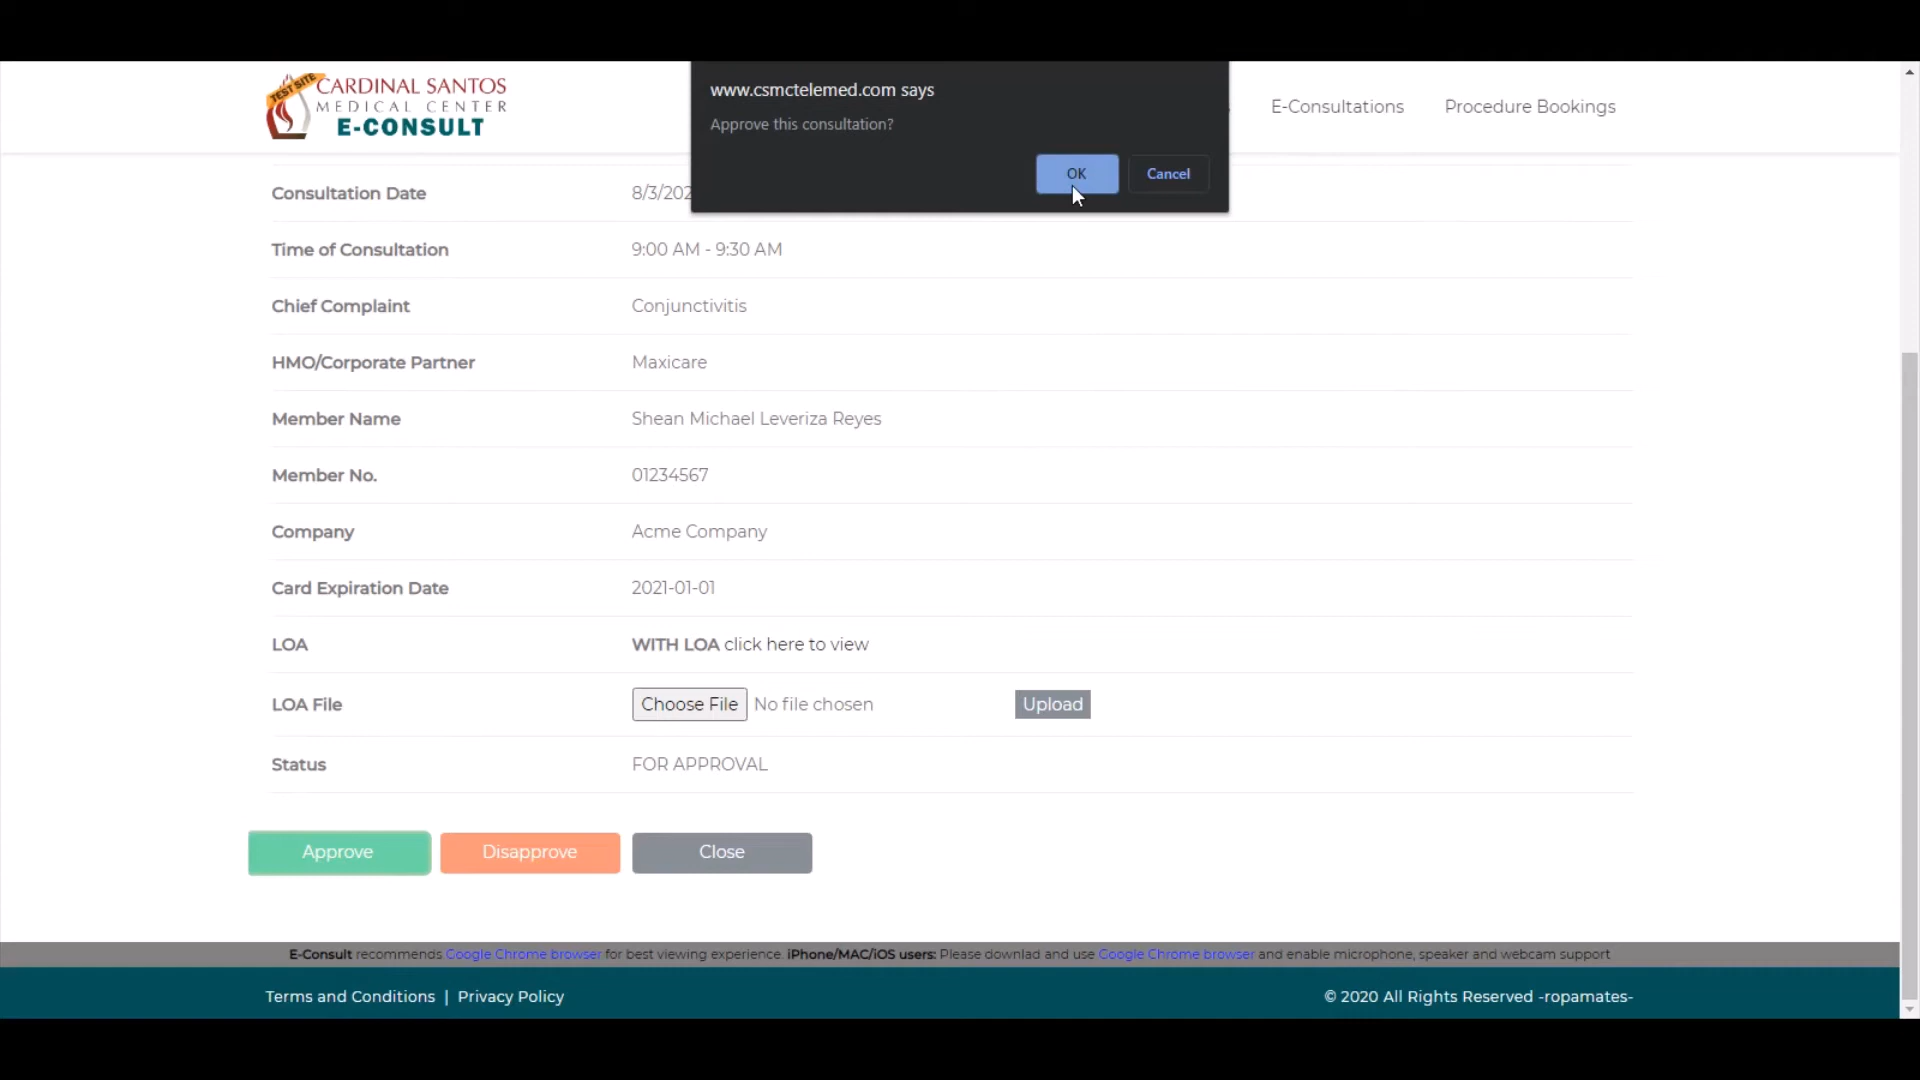 TEST SITE
CARDINAL SANTOS
MEDICAL CENTER
E-CONSULT
www.csmctelemed.com says
Approve this consultation?
OK
Cancel
E-Consultations
Procedure Bookings
Consultation Date 8/3/202
Time of Consultation 9:00 AM - 9:30 AM
Chief Complaint Conjunctivitis
HMO/Corporate Partner Maxicare
Member Name Shean Michael Leveriza Reyes
Member No. 01234567
Company Acme Company
Card Expiration Date 2021-01-01
LOA WITH LOA click here to view
LOA File Choose File No file chosen Upload
Status FOR APPROVAL
Approve Disapprove Close
E-Consult recommends Google Chrome browser for best viewing experience. iPhone/MAC/iOS users: Please downlad and use Google Chrome browser and enable microphone, speaker and webcam support
Terms and Conditions | Privacy Policy
© 2020 All Rights Reserved -ropamates-